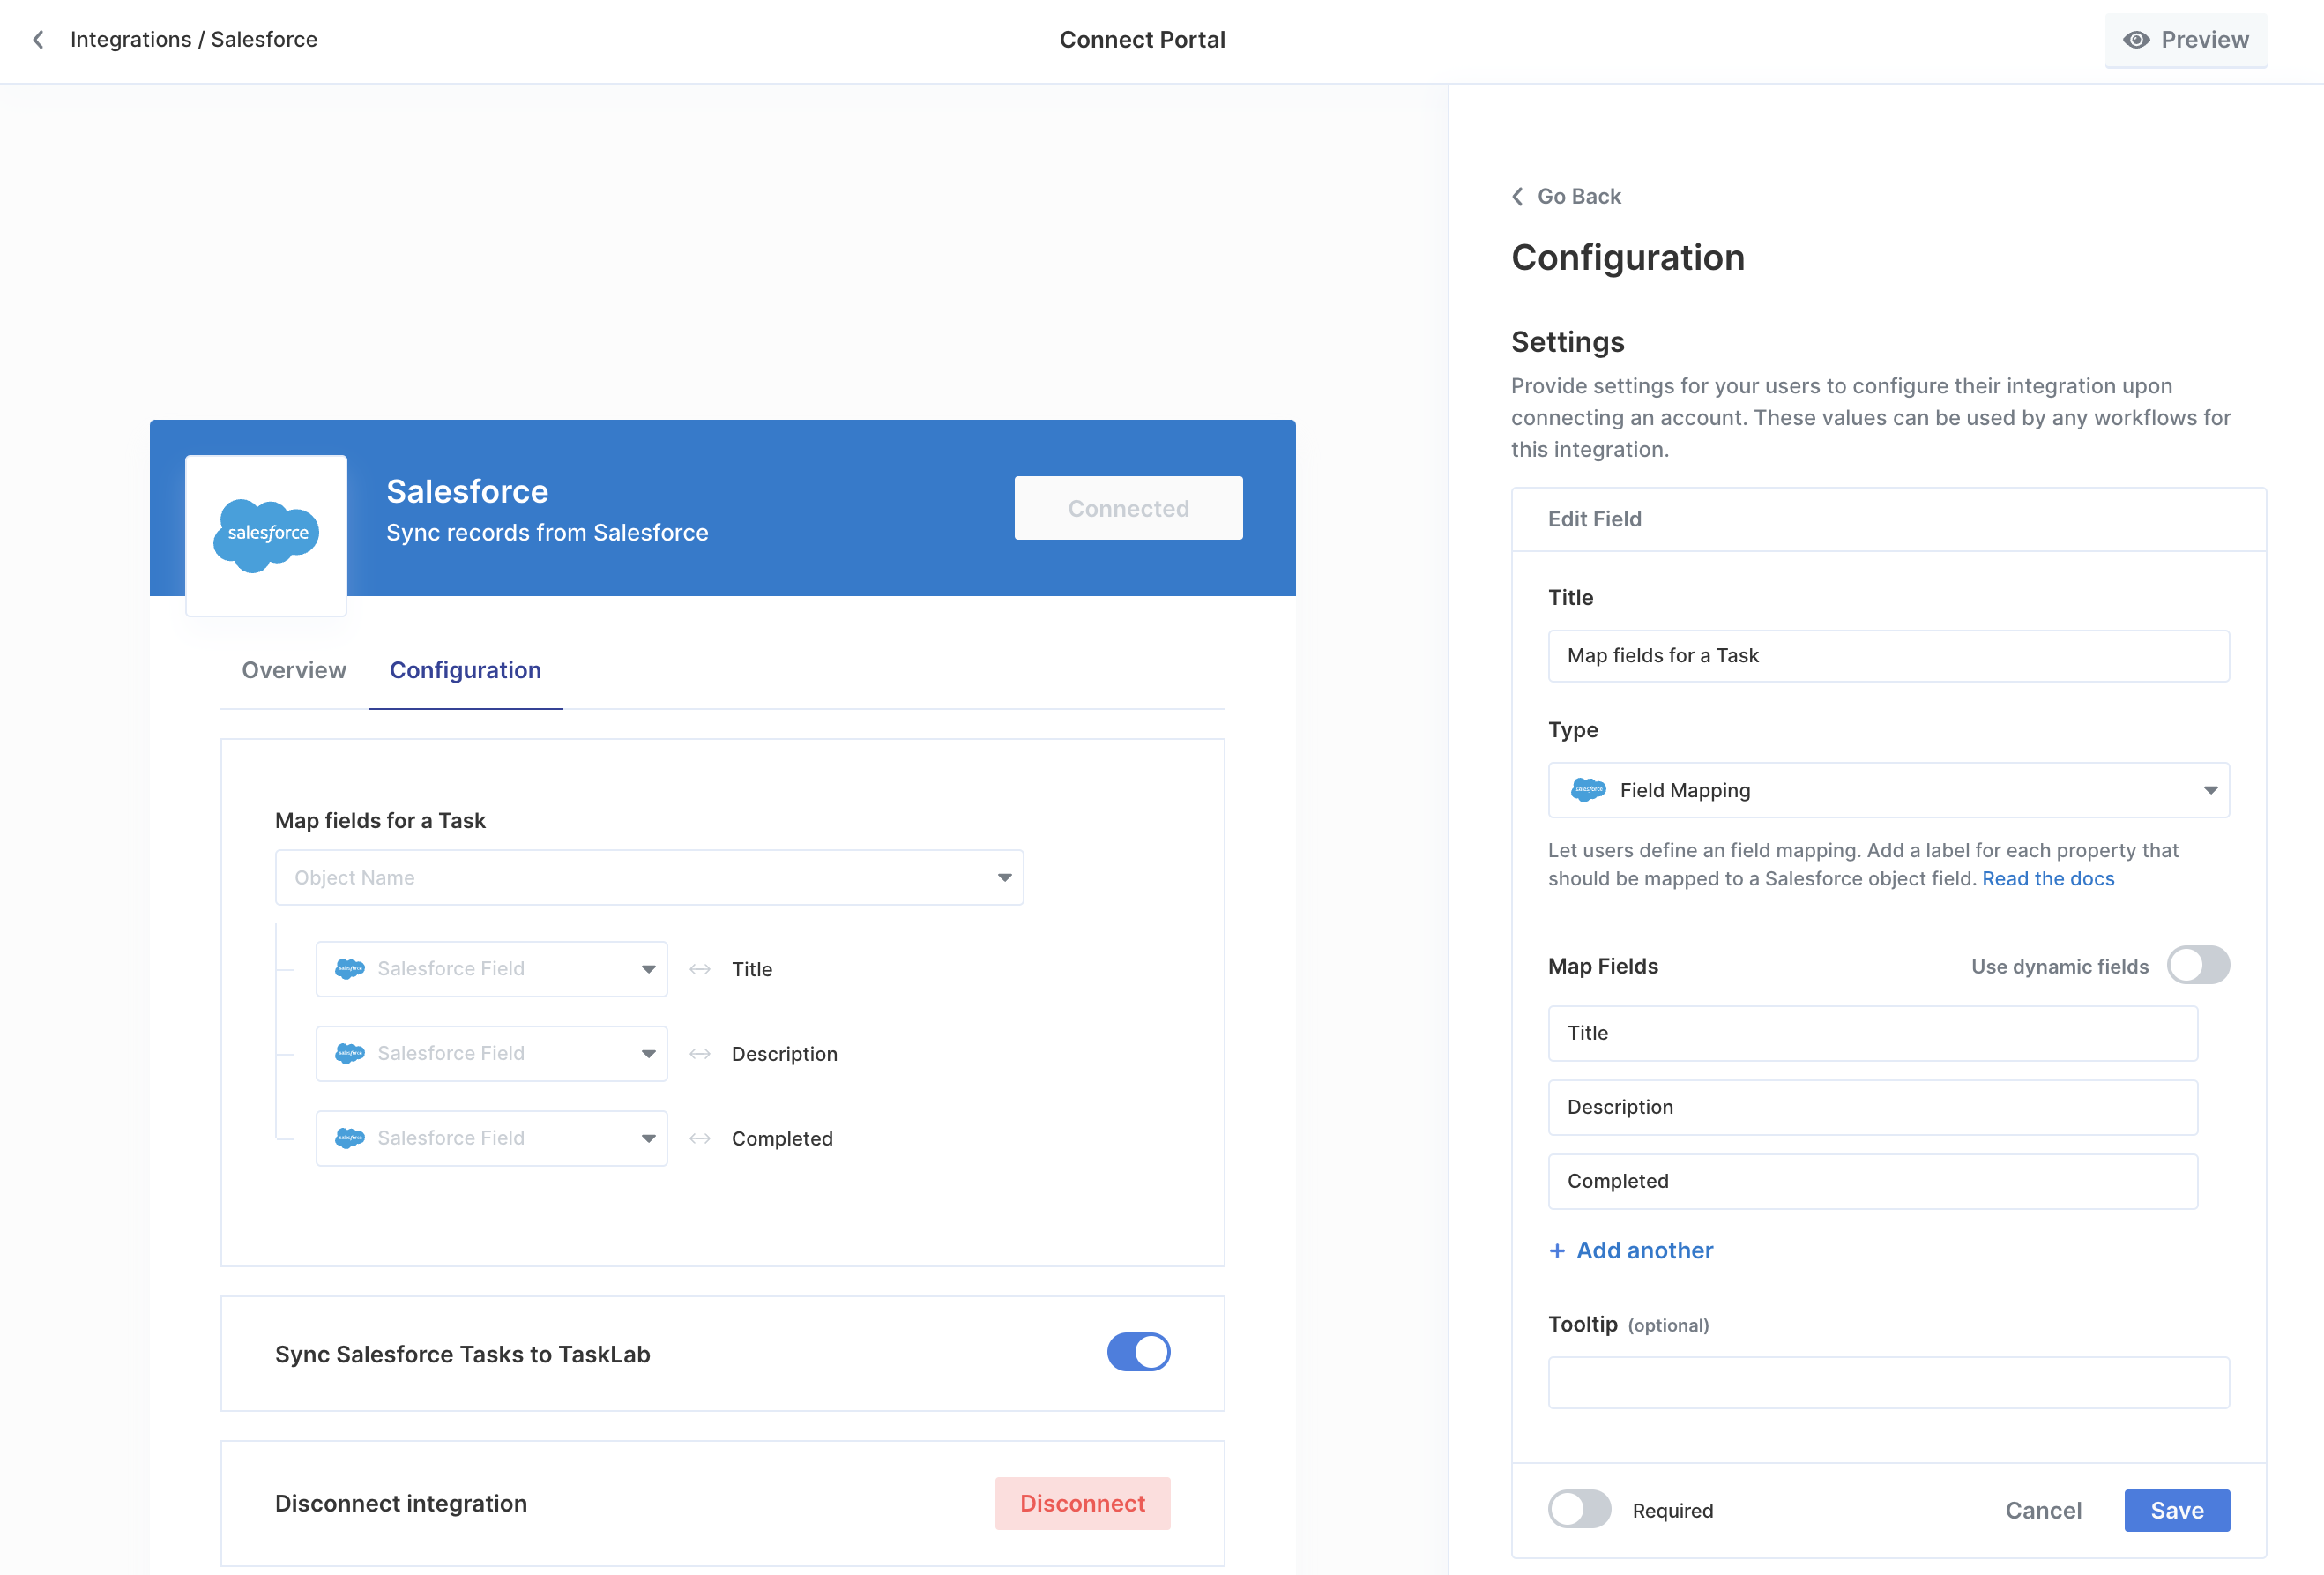 Integrations / Salesforce
Connect Portal
Preview
salesforce
Salesforce
Sync records from Salesforce
Connected
Overview
Configuration
Map fields for a Task
Object Name
Salesforce Field
Title
Salesforce Field
Description
Salesforce Field
Completed
Sync Salesforce Tasks to TaskLab
Disconnect integration
Disconnect
Go Back
Configuration
Settings
Provide settings for your users to configure their integration upon
connecting an account. These values can be used by any workflows for
this integration.
Edit Field
Title
Map fields for a Task
Type
salesforce
Field Mapping
Let users define an field mapping. Add a label for each property that
should be mapped to a Salesforce object field. Read the docs
Map Fields
Use dynamic fields
Title
Description
Completed
+ Add another
Tooltip (optional)
Required
Cancel
Save